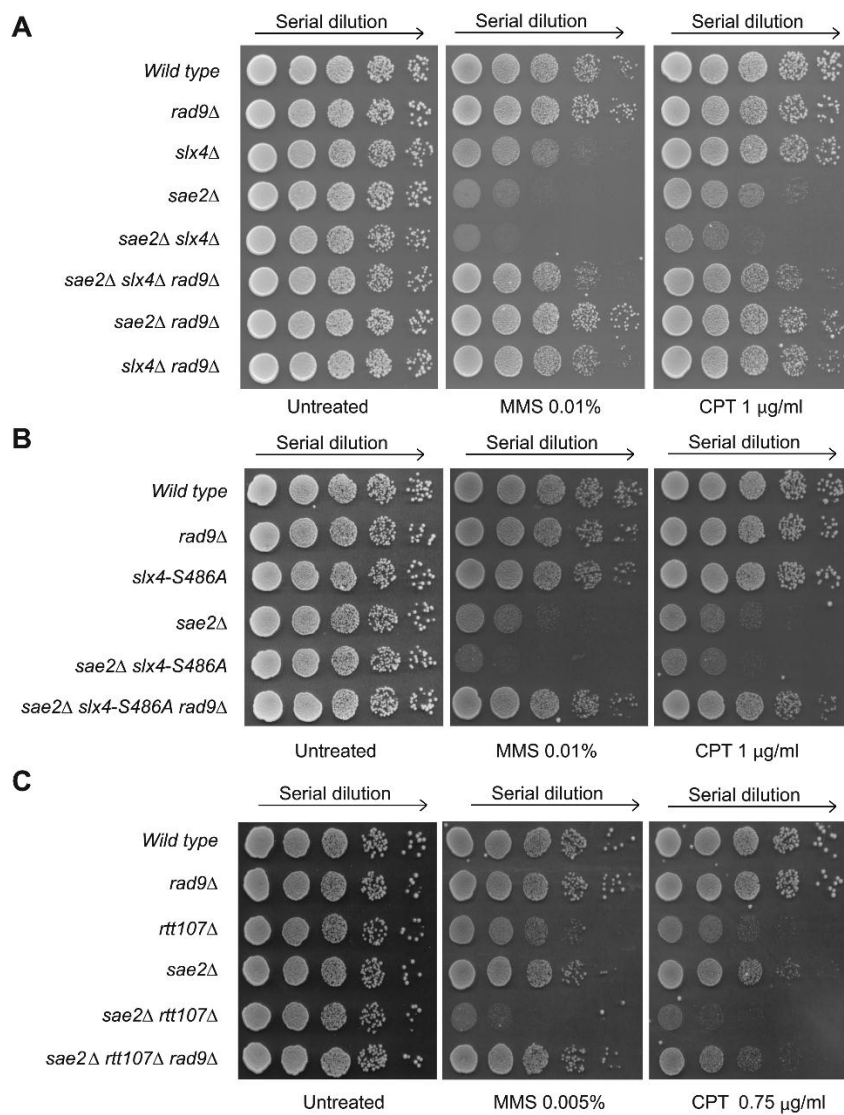 A
Serial dilution Serial dilution Serial dilution
Wild type
rad9Δ
slx4Δ
sae2Δ
sae2Δ slx4Δ
sae2Δ slx4Δ rad9Δ
sae2Δ rad9Δ
slx4Δ rad9Δ
Untreated MMS 0.01% CPT 1 µg/ml
B
Serial dilution Serial dilution Serial dilution
Wild type
rad9Δ
slx4-S486A
sae2Δ
sae2Δ slx4-S486A
sae2Δ slx4-S486A rad9Δ
Untreated MMS 0.01% CPT 1 µg/ml
C
Serial dilution Serial dilution Serial dilution
Wild type
rad9Δ
rtt107Δ
sae2Δ
sae2Δ rtt107Δ
sae2Δ rtt107Δ rad9Δ
Untreated MMS 0.005% CPT 0.75 µg/ml